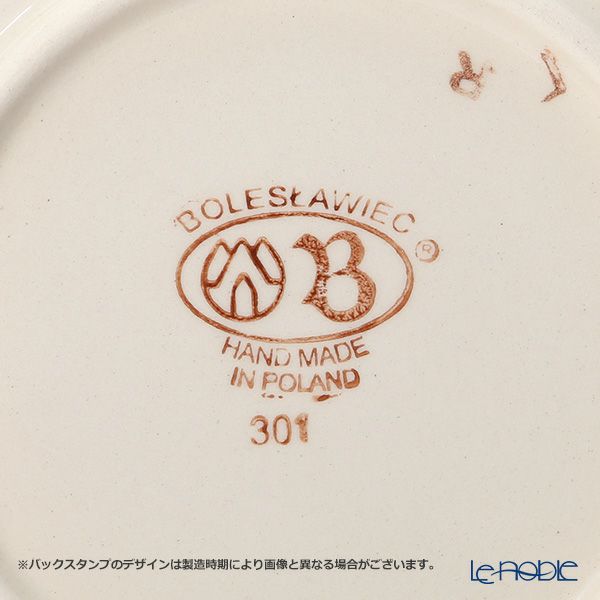 BOLESŁAWIEC
B ®
HAND MADE
IN POLAND
301
※バックスタンプのデザインは製造時期により画像と異なる場合がございます。
Le-noble